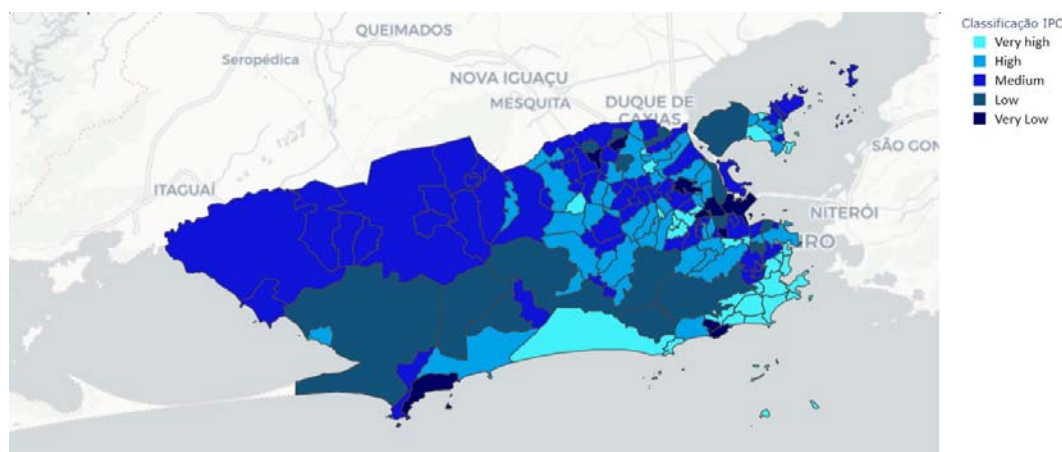 QUEIMADOS
Seropédica
NOVA IGUAÇU
MESQUITA
DUQUE DE
CAXIAS
SÃO GON
ITAGUAÍ
NITERÓI
IRO
Classificação IPC
Very high
High
Medium
Low
Very Low